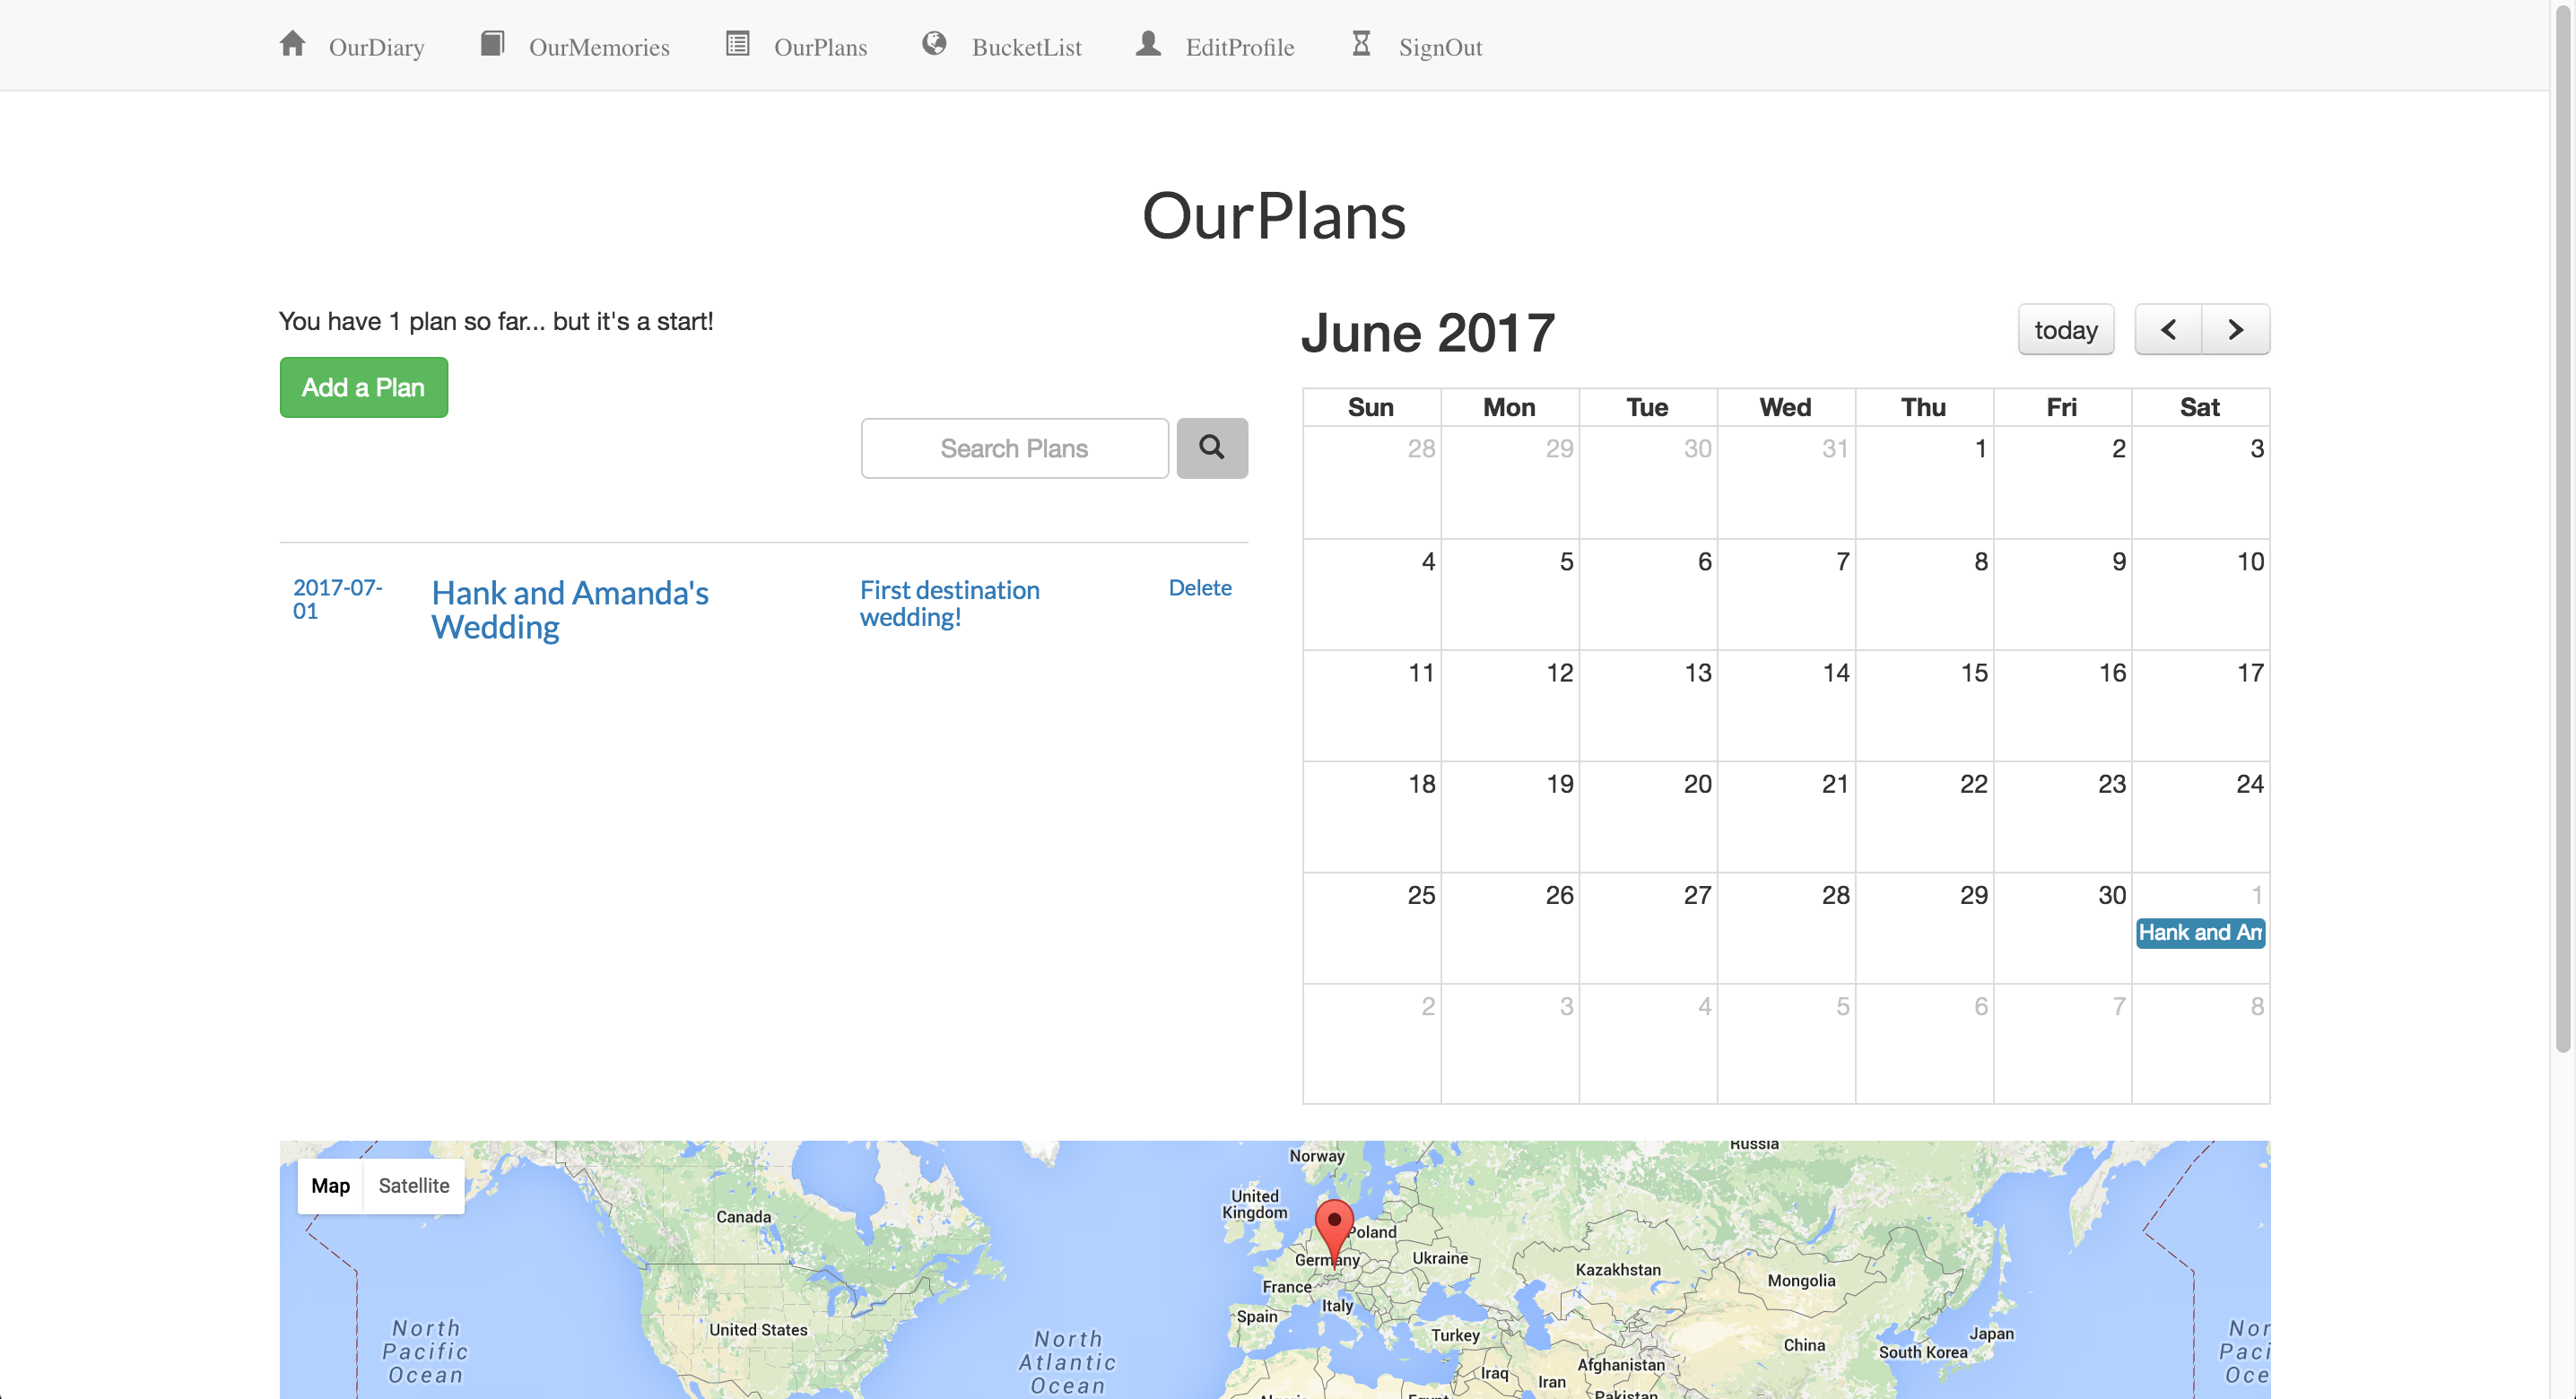 OurDiary OurMemories OurPlans BucketList EditProfile SignOut
OurPlans
You have 1 plan so far... but it's a start!
Add a Plan
Search Plans
2017-07-
01
Hank and Amanda's
Wedding
First destination
wedding!
Delete
June 2017
today
Sun Mon Tue Wed Thu Fri Sat
28 29 30 31 1 2 3
4 5 6 7 8 9 10
11 12 13 14 15 16 17
18 19 20 21 22 23 24
25 26 27 28 29 30 1
Hank and Am
2 3 4 5 6 7 8
Map Satellite
Norway
Russia
United
Kingdom
Canada
Poland
Germany
Ukraine
Kazakhstan
Mongolia
France
Italy
Spain
United States
Turkey
Japan
China
South Korea
Afghanistan
Iraq
Iran
Pakistan
North
Pacific
Ocean
North
Atlantic
Ocean
Nor
Paci
Oce